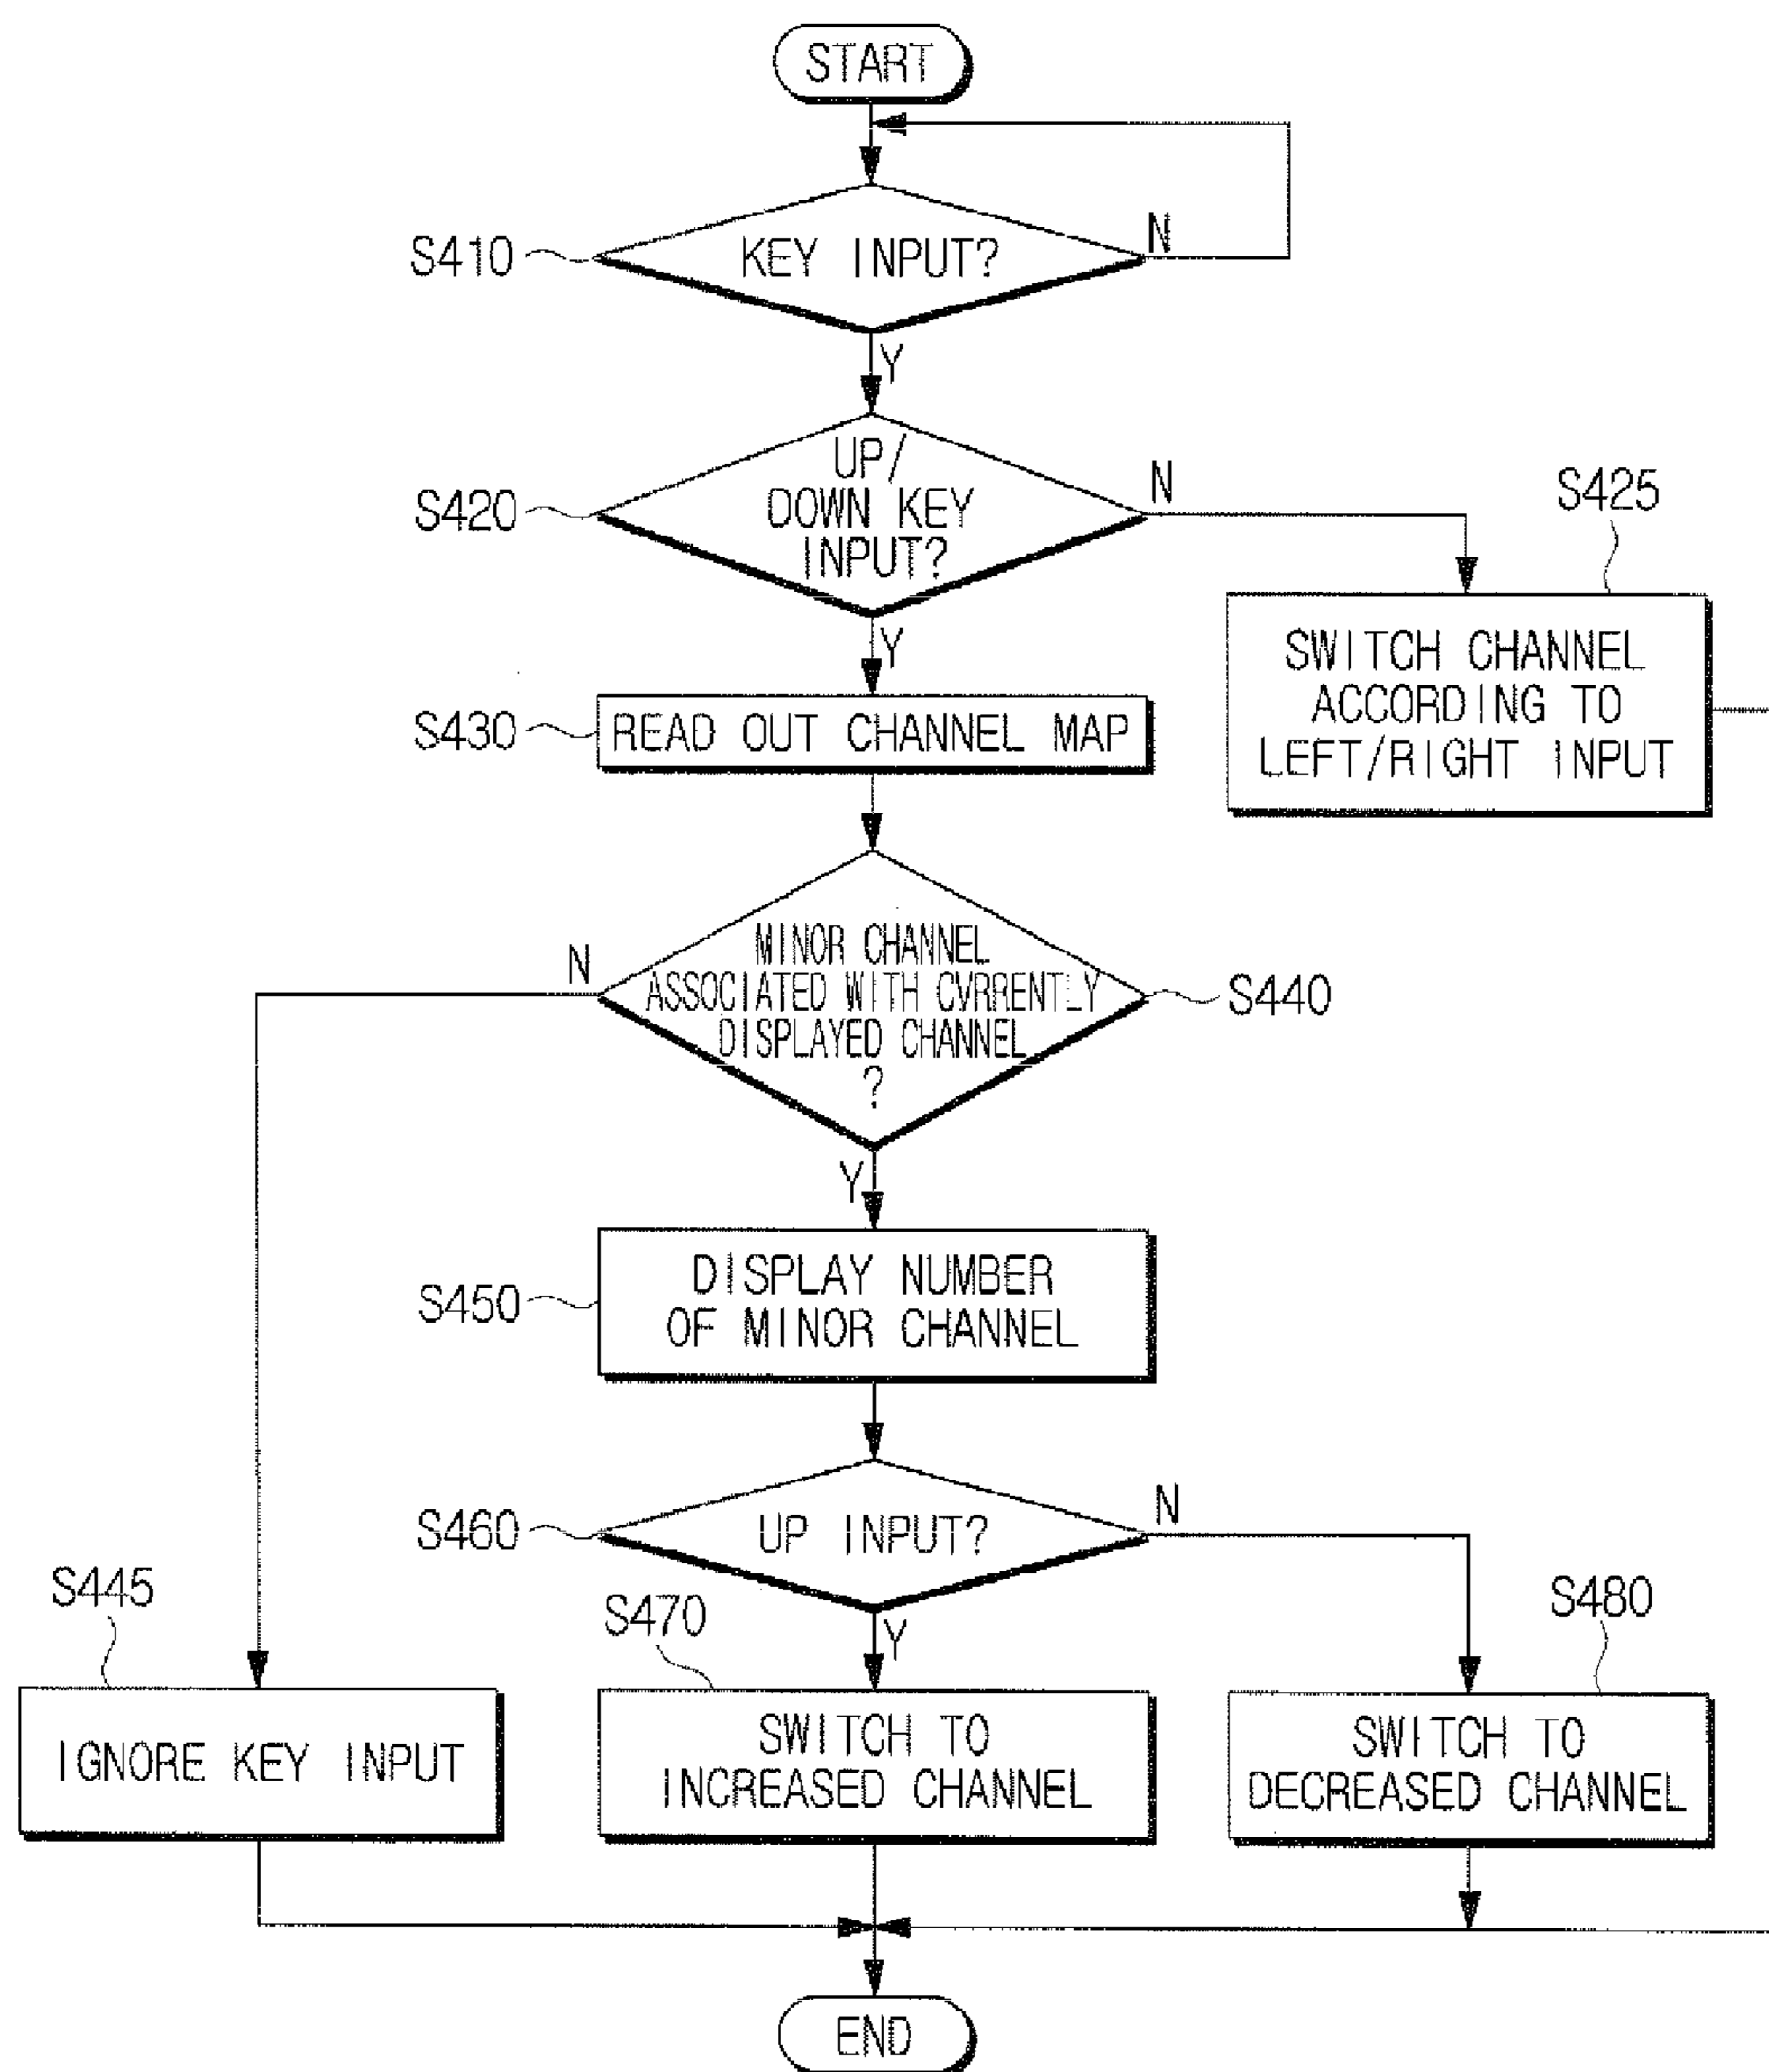 START
S410
KEY INPUT?
N
Y
S420
UP/
DOWN KEY
INPUT?
N
S425
Y
SWITCH CHANNEL
ACCORDING TO
LEFT/RIGHT INPUT
S430
READ OUT CHANNEL MAP
N
MINOR CHANNEL
ASSOCIATED WITH CVRRENTLY
DISPLAYED CHANNEL
?
S440
Y
S450
DISPLAY NUMBER
OF MINOR CHANNEL
S460
UP INPUT?
N
S445
S470
Y
S480
IGNORE KEY INPUT
SWITCH TO
INCREASED CHANNEL
SWITCH TO
DECREASED CHANNEL
END